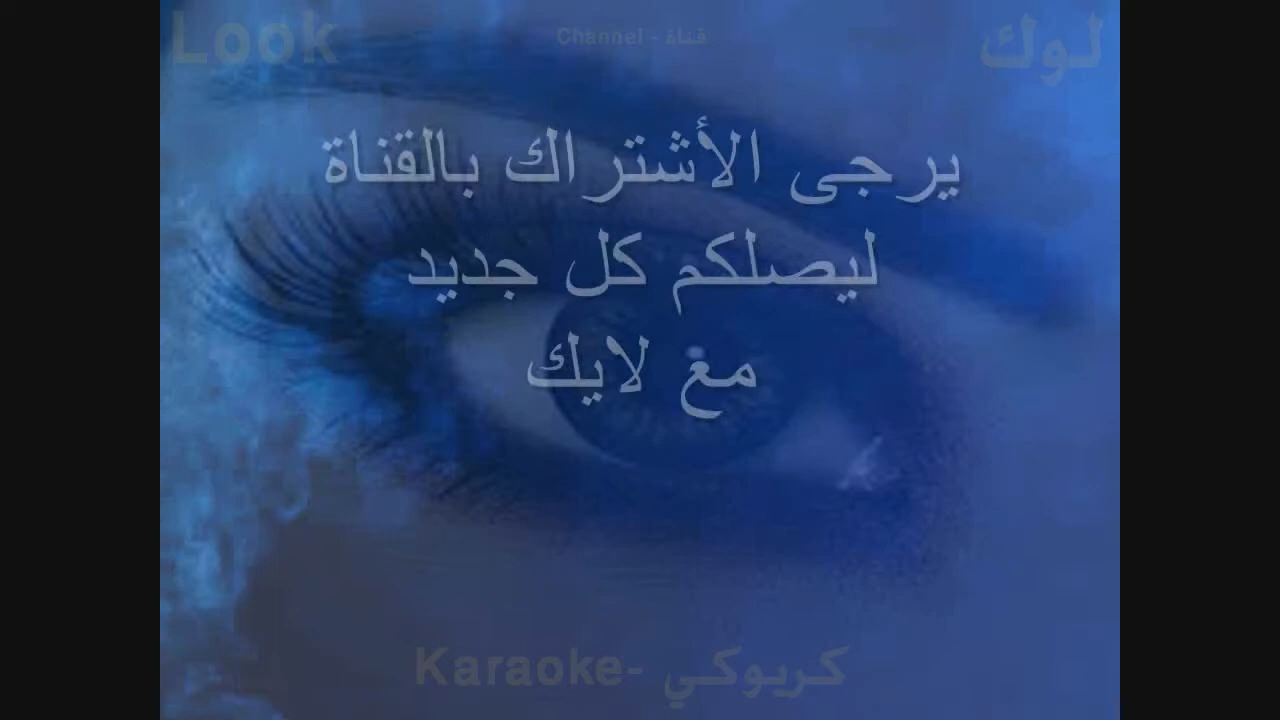 Look
Channel - قناة
لوك
يرجى الأشتراك بالقناة
ليصلكم كل جديد
مغ لايك
Karaoke- كريوكي